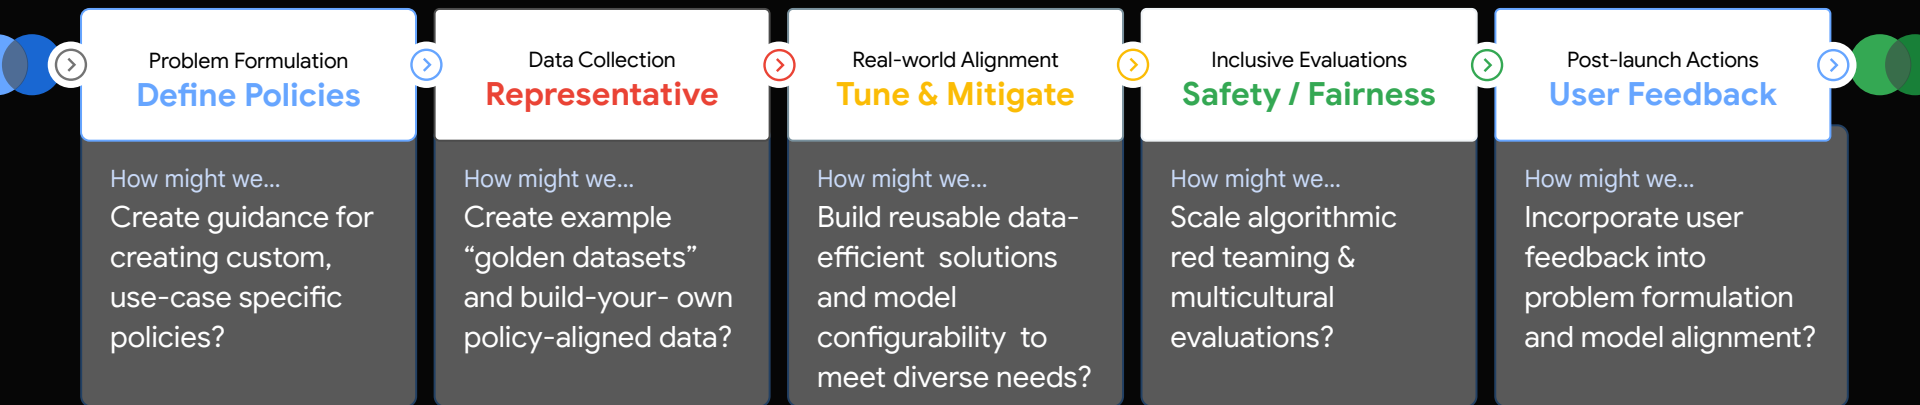 Problem Formulation
Define Policies
How might we...
Create guidance for
creating custom,
use-case specific
policies?
Data Collection
Representative
How might we...
Create example
“golden datasets”
and build-your- own
policy-aligned data?
Real-world Alignment
Tune & Mitigate
How might we...
Build reusable data-
efficient solutions
and model
configurability to
meet diverse needs?
Inclusive Evaluations
Safety / Fairness
How might we...
Scale algorithmic
red teaming &
multicultural
evaluations?
Post-launch Actions
User Feedback
How might we...
Incorporate user
feedback into
problem formulation
and model alignment?